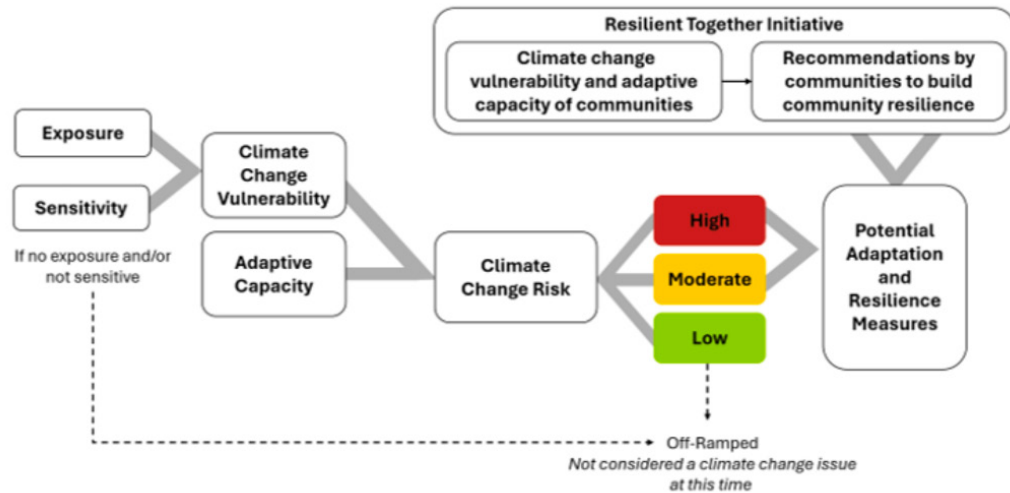 Resilient Together Initiative
Climate change
vulnerability and adaptive
capacity of communities
Recommendations by
communities to build
community resilience
Exposure
Sensitivity
If no exposure and/or
not sensitive
Climate
Change
Vulnerability
Adaptive
Capacity
Climate
Change Risk
High
Moderate
Low
Potential
Adaptation
and
Resilience
Measures
Off-Ramped
Not considered a climate change issue
at this time